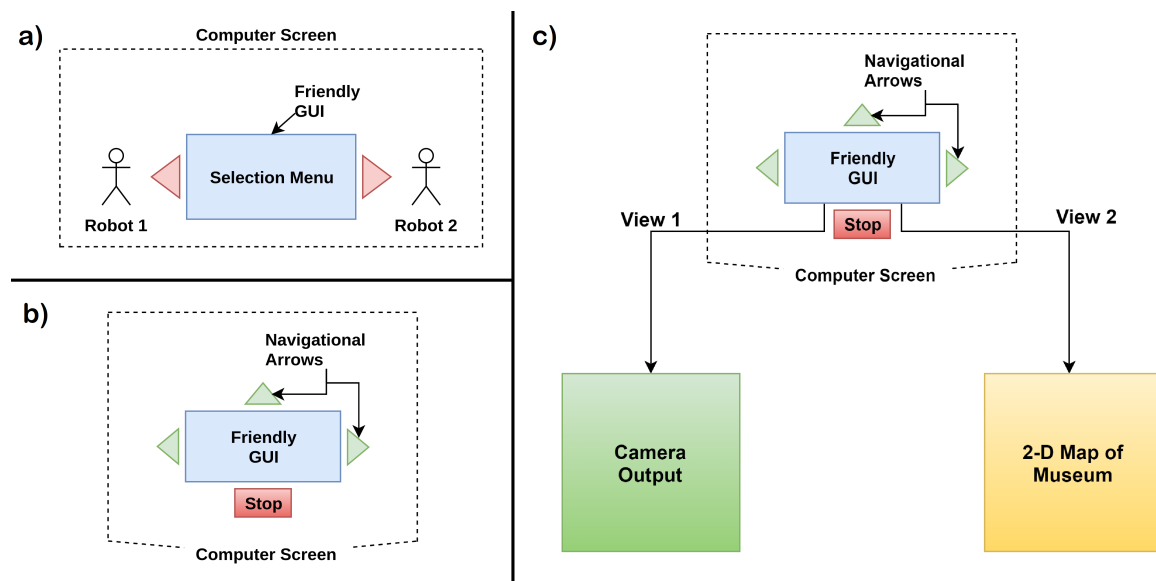 a)
Computer Screen
Friendly
GUI
Selection Menu
Robot 1
Robot 2
b)
Navigational
Arrows
Friendly
GUI
Stop
Computer Screen
c)
Navigational
Arrows
Friendly
GUI
View 1
Stop
View 2
Computer Screen
Camera
Output
2-D Map of
Museum